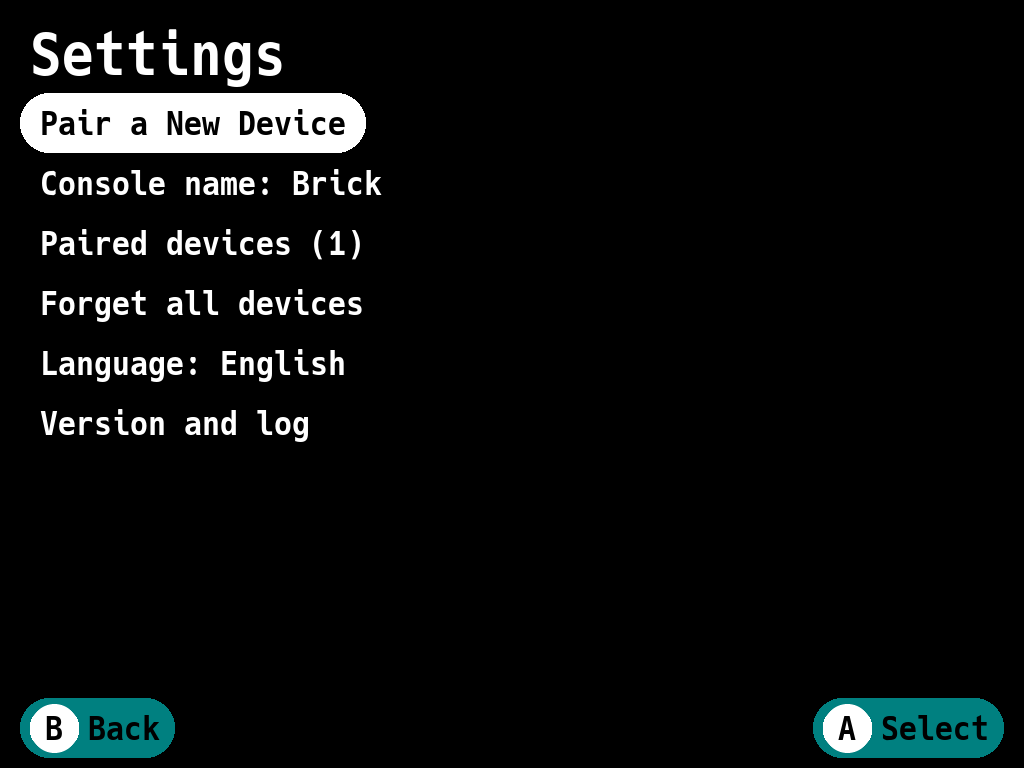 Settings
Pair a New Device
Console name: Brick
Paired devices (1)
Forget all devices
Language: English
Version and log
B Back
A Select